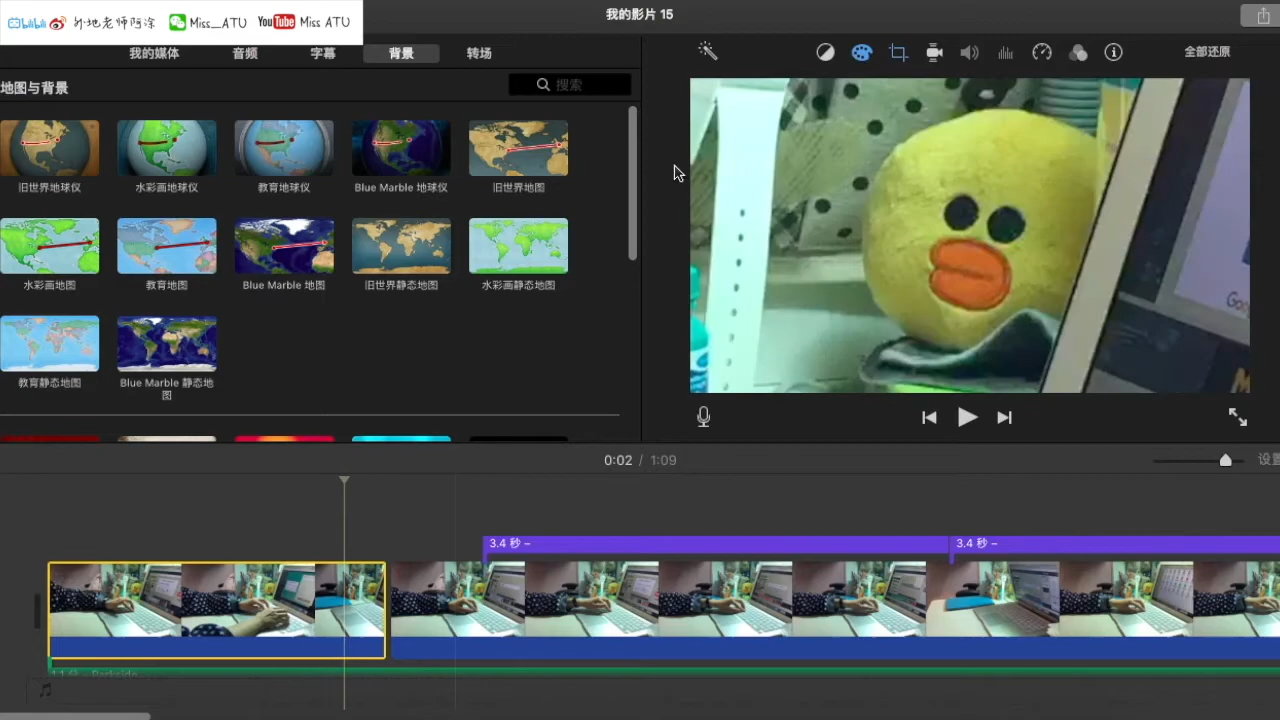 bilibili 外地老师阿涂 Miss_ATU YouTube Miss ATU
我的影片 15
我的媒体 音频 字幕 背景 转场
全部还原
地图与背景
搜索
旧世界地球仪 水彩画地球仪 教育地球仪 Blue Marble 地球仪 旧世界地图
水彩画地图 教育地图 Blue Marble 地图 旧世界静态地图 水彩画静态地图
教育静态地图 Blue Marble 静态地
图
0:02 / 1:09
设置
3.4 秒 – 3.4 秒 –
1.1 分 – Parkside